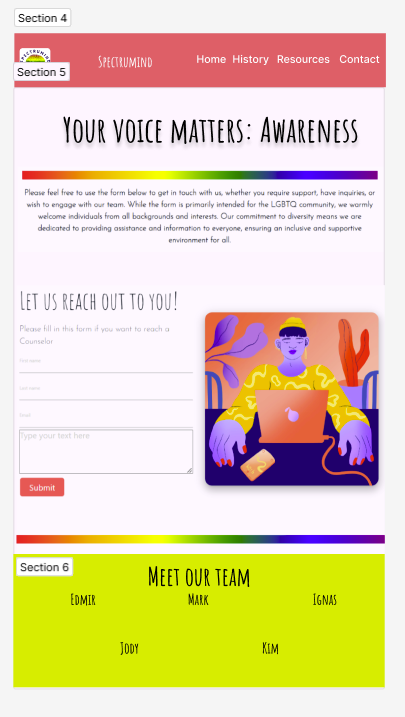 Section 4
SPECTRUMIND
Section 5
Spectrumind
Home History Resources Contact
Your voice matters: Awareness
Please feel free to use the form below to get in touch with us, whether you require support, have inquiries, or
wish to engage with our team. While the form is primarily intended for the LGBTQ community, we warmly
welcome individuals from all backgrounds and interests. Our commitment to diversity means we are
dedicated to providing assistance and information to everyone, ensuring an inclusive and supportive
environment for all.
Let us reach out to you!
Please fill in this form if you want to reach a
Counselor
First name
Last name
Email
Type your text here
Submit
Section 6
Meet our team
Edmir Mark Ignas
Jody Kim